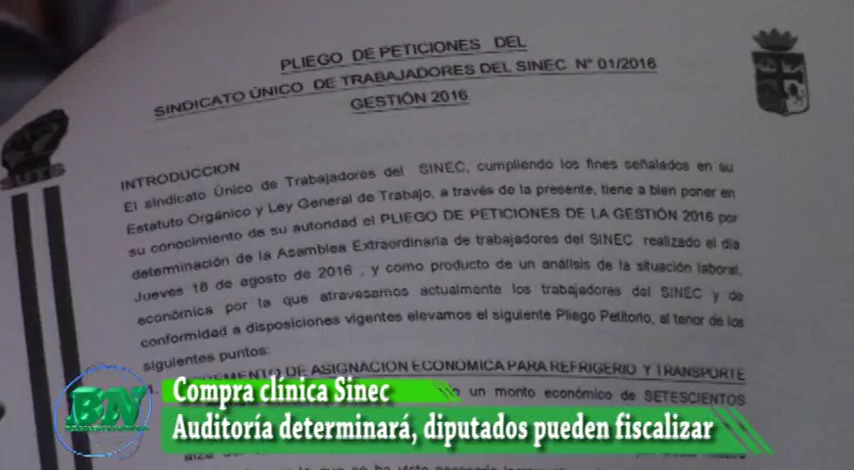 PLIEGO DE PETICIONES DEL
SINDICATO ÚNICO DE TRABAJADORES DEL SINEC N° 01/2016
GESTIÓN 2016
SUTS
INTRODUCCION
El sindicato Único de Trabajadores del SINEC, cumpliendo los fines señalados en su
Estatuto Orgánico y Ley General de Trabajo, a través de la presente, tiene a bien poner en
su conocimiento de su autoridad el PLIEGO DE PETICIONES DE LA GESTIÓN 2016 por
determinación de la Asamblea Extraordinaria de trabajadores del SINEC realizado el día
Jueves 18 de agosto de 2016 , y como producto de un análisis de la situación laboral,
económica por la que atravesamos actualmente los trabajadores del SINEC y de
conformidad a disposiciones vigentes elevamos el siguiente Pliego Petitorio, al tenor de los
siguientes puntos:
DE ASIGNACION ECONOMICA PARA REFRIGERIO Y TRANSPORTE
un monto económico de SETESCIENTOS
BN
Compra clínica Sinec
Auditoría determinará, diputados pueden fiscalizar